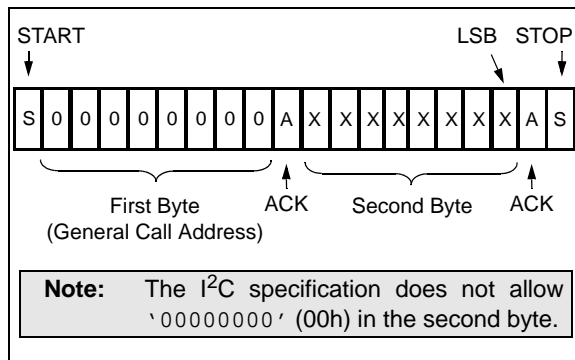 START LSB STOP
S 0 0 0 0 0 0 0 0 A X X X X X X X X A S
First Byte ACK Second Byte ACK
(General Call Address)
Note: The I²C specification does not allow
‘00000000’ (00h) in the second byte.